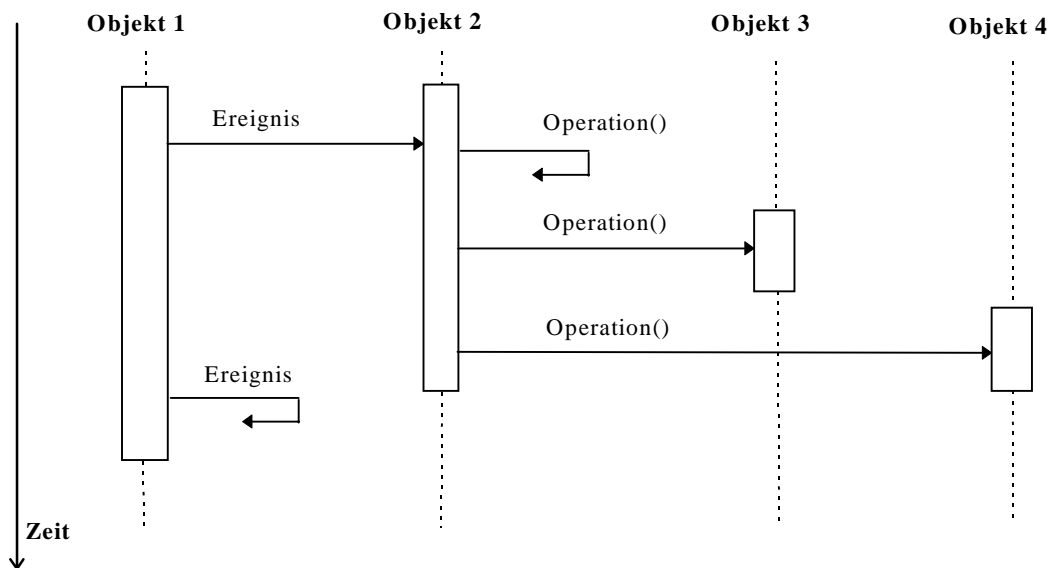 Objekt 1
Objekt 2
Objekt 3
Objekt 4
Ereignis
Operation()
Operation()
Operation()
Ereignis
Zeit